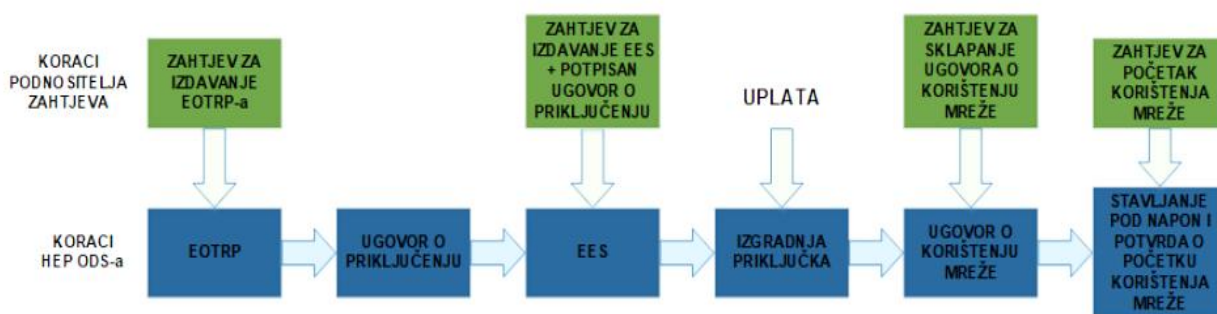 KORACI
PODNOSITELJA
ZAHTJEVA
ZAHTJEV ZA
IZDAVANJE
EOTRP-a
ZAHTJEV ZA
IZDAVANJE EES
+ POTPISAN
UGOVOR O
PRIKLJUČENJU
UPLATA
ZAHTJEV ZA
SKLAPANJE
UGOVORA O
KORIŠTENJU
MREŽE
ZAHTJEV ZA
POČETAK
KORIŠTENJA
MREŽE
KORACI
HEP ODS-a
EOTRP
UGOVOR O
PRIKLJUČENJU
EES
IZGRADNJA
PRIKLJUČKA
UGOVOR O
KORIŠTENJU
MREŽE
STAVLJANJE
POD NAPON I
POTVRDA O
POČETKU
KORIŠTENJA
MREŽE